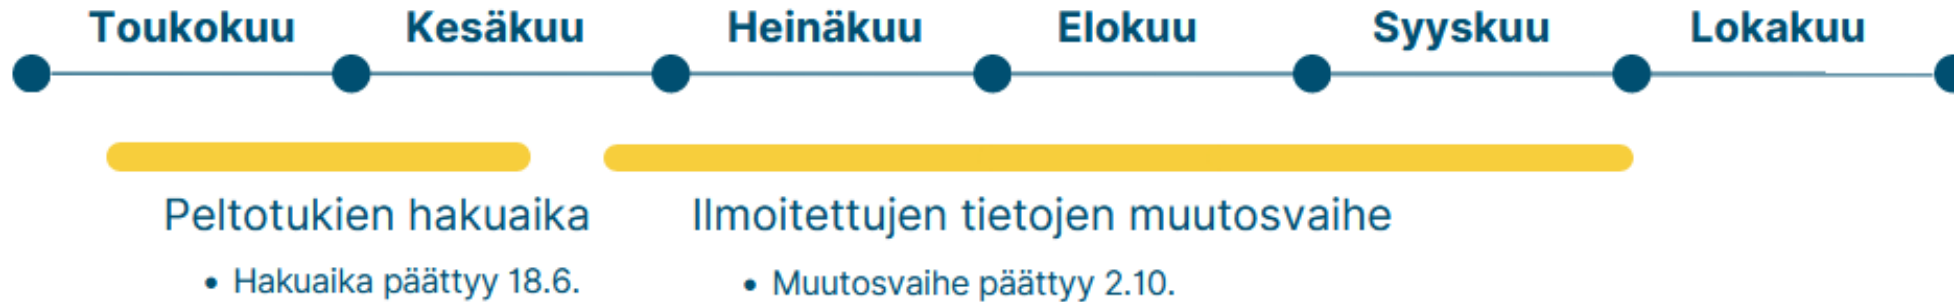 Toukokuu Kesäkuu Heinäkuu Elokuu Syyskuu Lokakuu
Peltotukien hakuaika
• Hakuaika päättyy 18.6.
Ilmoitettujen tietojen muutosvaihe
• Muutosvaihe päättyy 2.10.